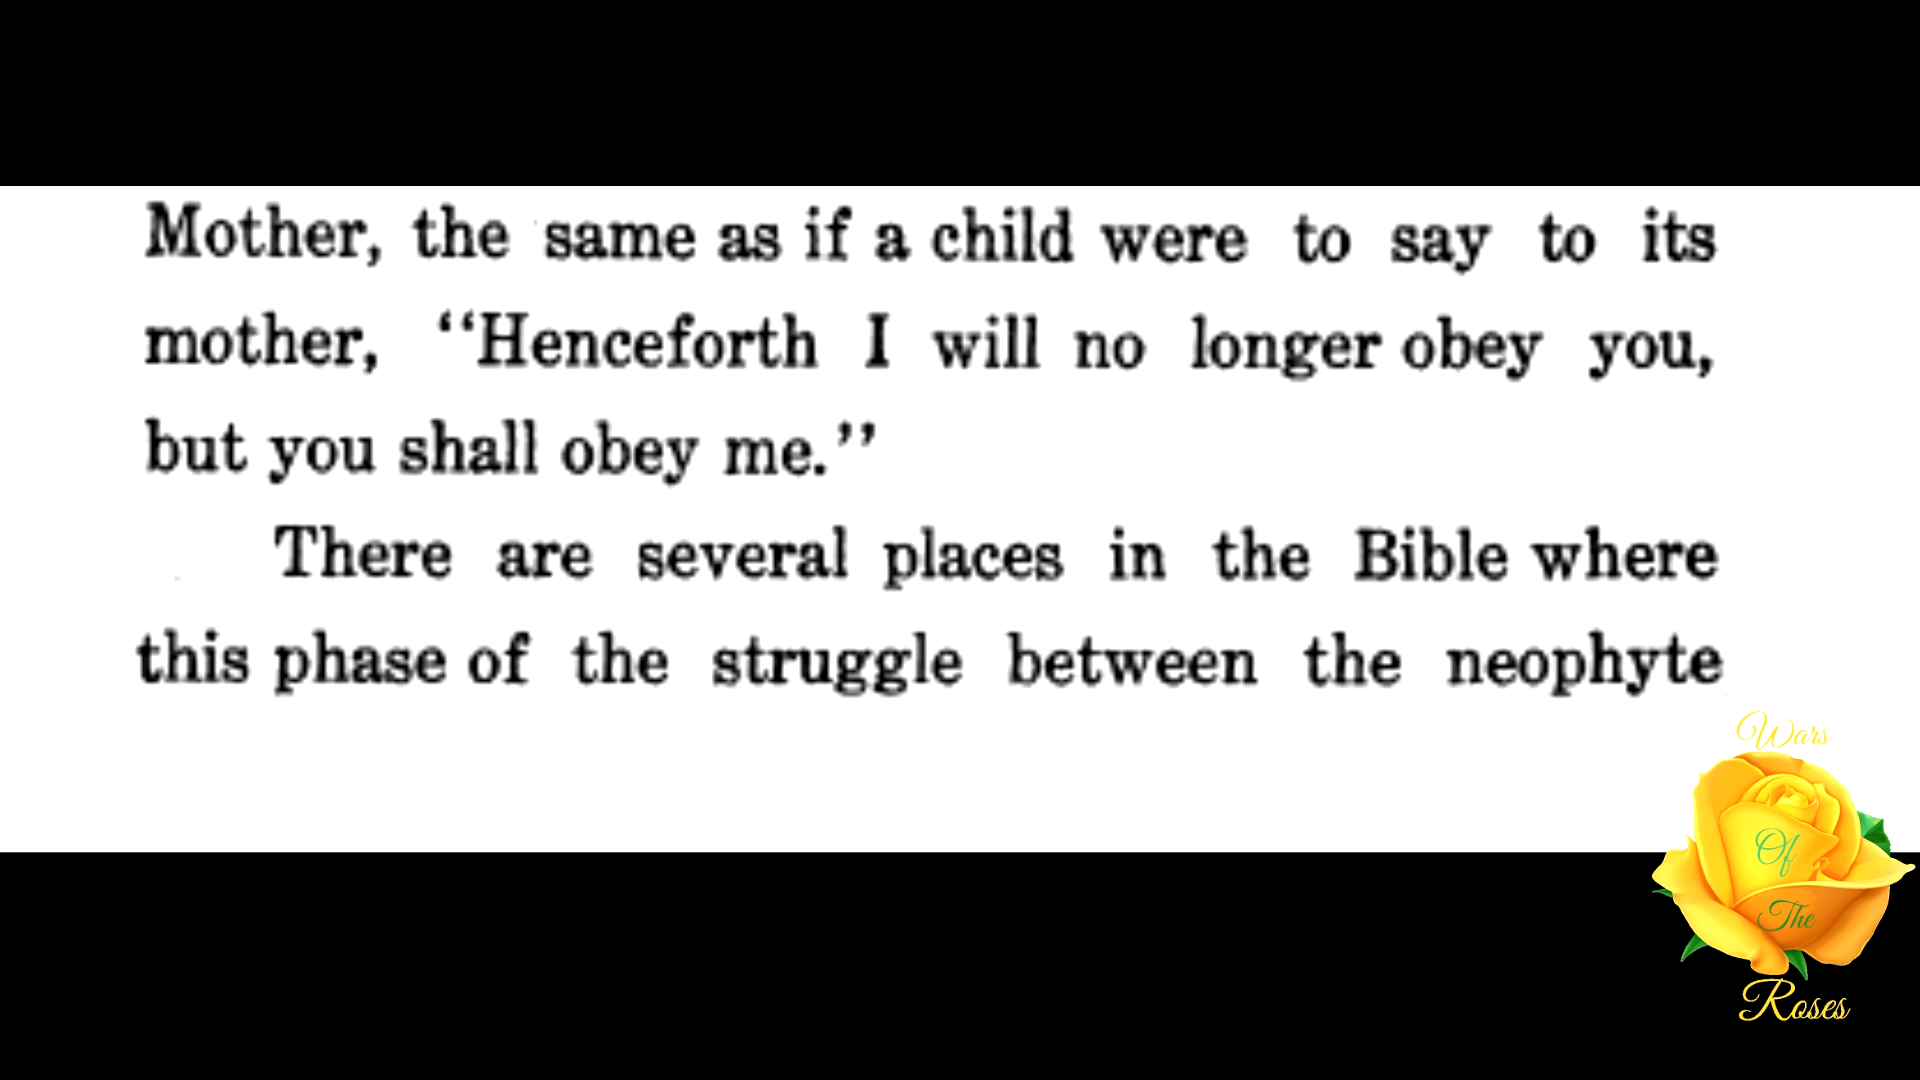 Mother, the same as if a child were to say to its
mother, ‘‘Henceforth I will no longer obey you,
but you shall obey me.’’
There are several places in the Bible where
this phase of the struggle between the neophyte
Wars
Of
The
Roses